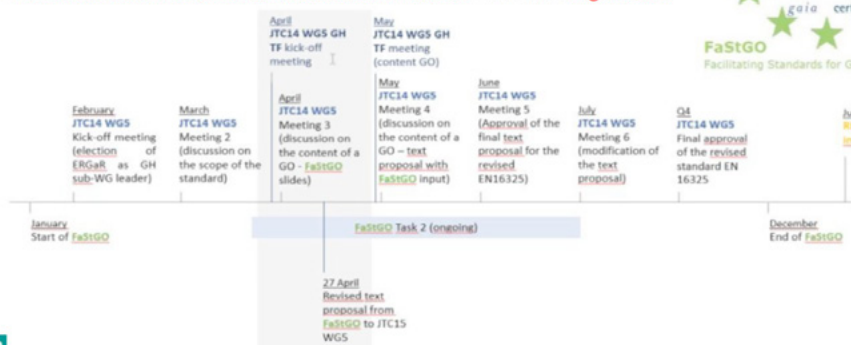 gaia cer
FaStGO
Facilitating Standards for G
April
JTC14 WG5 GH
TF kick-off
meeting
May
JTC14 WG5 GH
TF meeting
(content GO)
February
JTC14 WG5
Kick-off meeting
(election of
ERGaR as GH
sub-WG leader)
March
JTC14 WG5
Meeting 2
(discussion on
the scope of the
standard)
April
JTC14 WG5
Meeting 3
(discussion on
the content of a
GO - FaStGO
slides)
May
JTC14 WG5
Meeting 4
(discussion on
the content of a
GO – text
proposal with
FaStGO input)
June
JTC14 WG5
Meeting 5
(Approval of the
final text
proposal for the
revised
EN16325)
July
JTC14 WG5
Meeting 6
(modification of
the text
proposal)
Q4
JTC14 WG5
Final approval
of the revised
standard EN
16325
January
Start of FaStGO
FaStGO Task 2 (ongoing)
December
End of FaStGO
27 April
Revised text
proposal from
FaStGO to JTC15
WG5